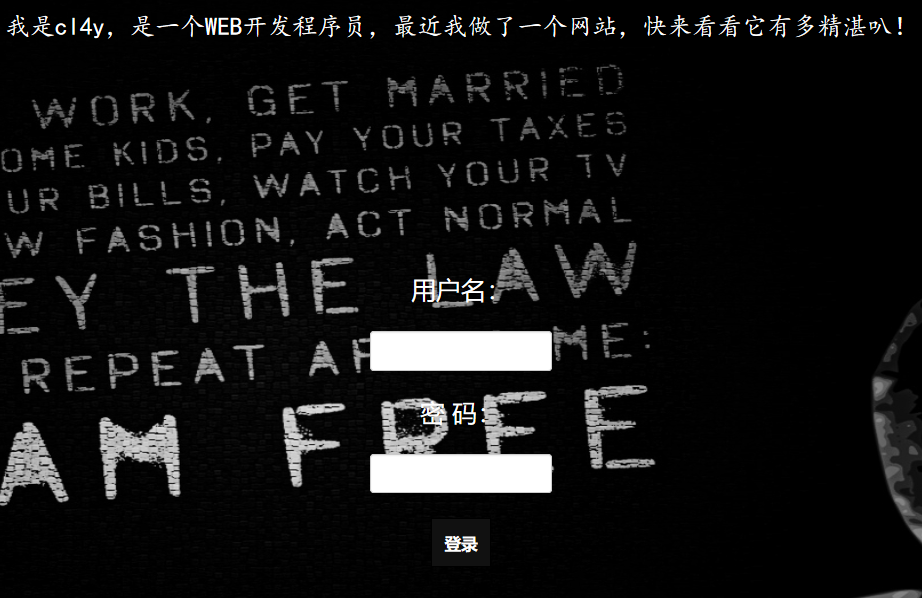 我是cl4y，是一个WEB开发程序员，最近我做了一个网站，快来看看它有多精湛叭！
WORK, GET MARRIED
OME KIDS, PAY YOUR TAXES
UR BILLS, WATCH YOUR TV
W FASHION, ACT NORMAL
EY THE LAW
用户名：
REPEAT AF ME:
密 码：
AM FREE
登录